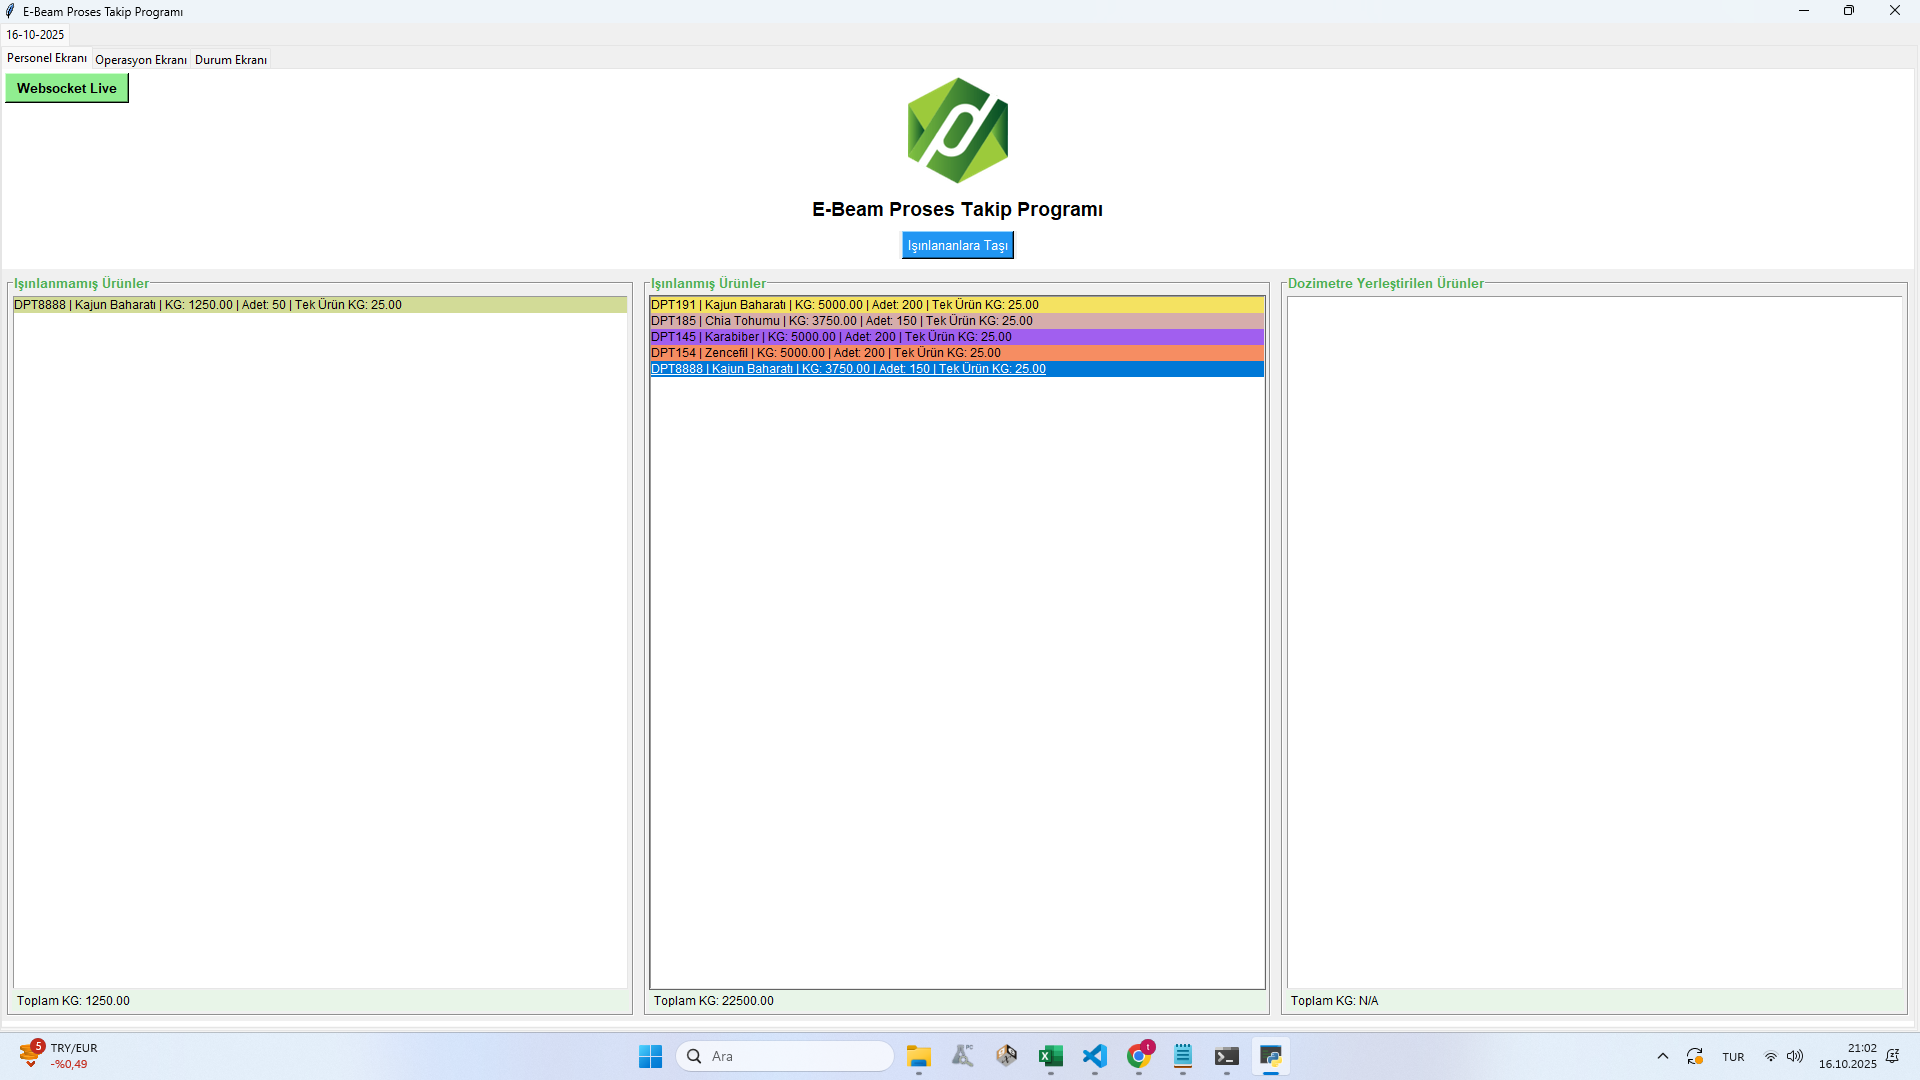 E-Beam Proses Takip Programı
16-10-2025
Personel Ekranı Operasyon Ekranı Durum Ekranı
Websocket Live
E-Beam Proses Takip Programı
Işınlananlara Taşı
Işınlanmamış Ürünler
DPT8888 | Kajun Baharatı | KG: 1250.00 | Adet: 50 | Tek Ürün KG: 25.00
Toplam KG: 1250.00
Işınlanmış Ürünler
DPT191 | Kajun Baharatı | KG: 5000.00 | Adet: 200 | Tek Ürün KG: 25.00
DPT185 | Chia Tohumu | KG: 3750.00 | Adet: 150 | Tek Ürün KG: 25.00
DPT145 | Karabiber | KG: 5000.00 | Adet: 200 | Tek Ürün KG: 25.00
DPT154 | Zencefil | KG: 5000.00 | Adet: 200 | Tek Ürün KG: 25.00
DPT8888 | Kajun Baharatı | KG: 3750.00 | Adet: 150 | Tek Ürün KG: 25.00
Toplam KG: 22500.00
Dozimetre Yerleştirilen Ürünler
Toplam KG: N/A
5
TRY/EUR
-%0,49
Ara
PC
t
TUR
21:02
16.10.2025